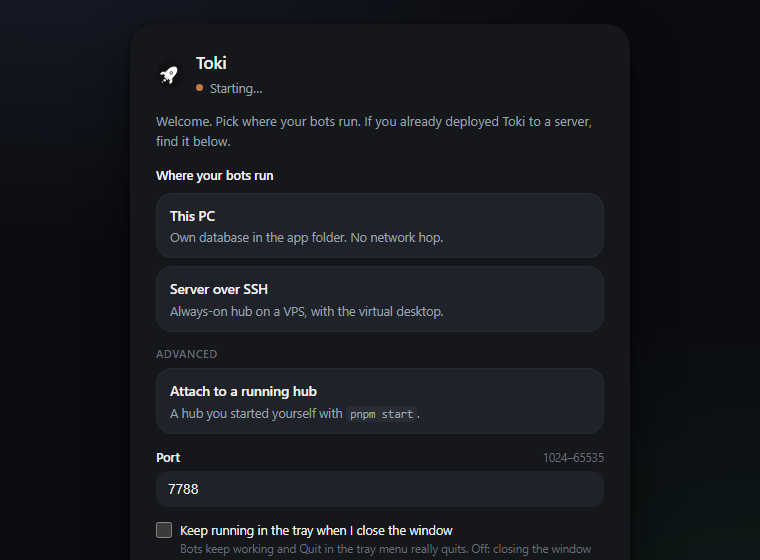 Toki
Starting...
Welcome. Pick where your bots run. If you already deployed Toki to a server,
find it below.
Where your bots run
This PC
Own database in the app folder. No network hop.
Server over SSH
Always-on hub on a VPS, with the virtual desktop.
ADVANCED
Attach to a running hub
A hub you started yourself with pnpm start.
Port 1024–65535
7788
Keep running in the tray when I close the window
Bots keep working and Quit in the tray menu really quits. Off: closing the window